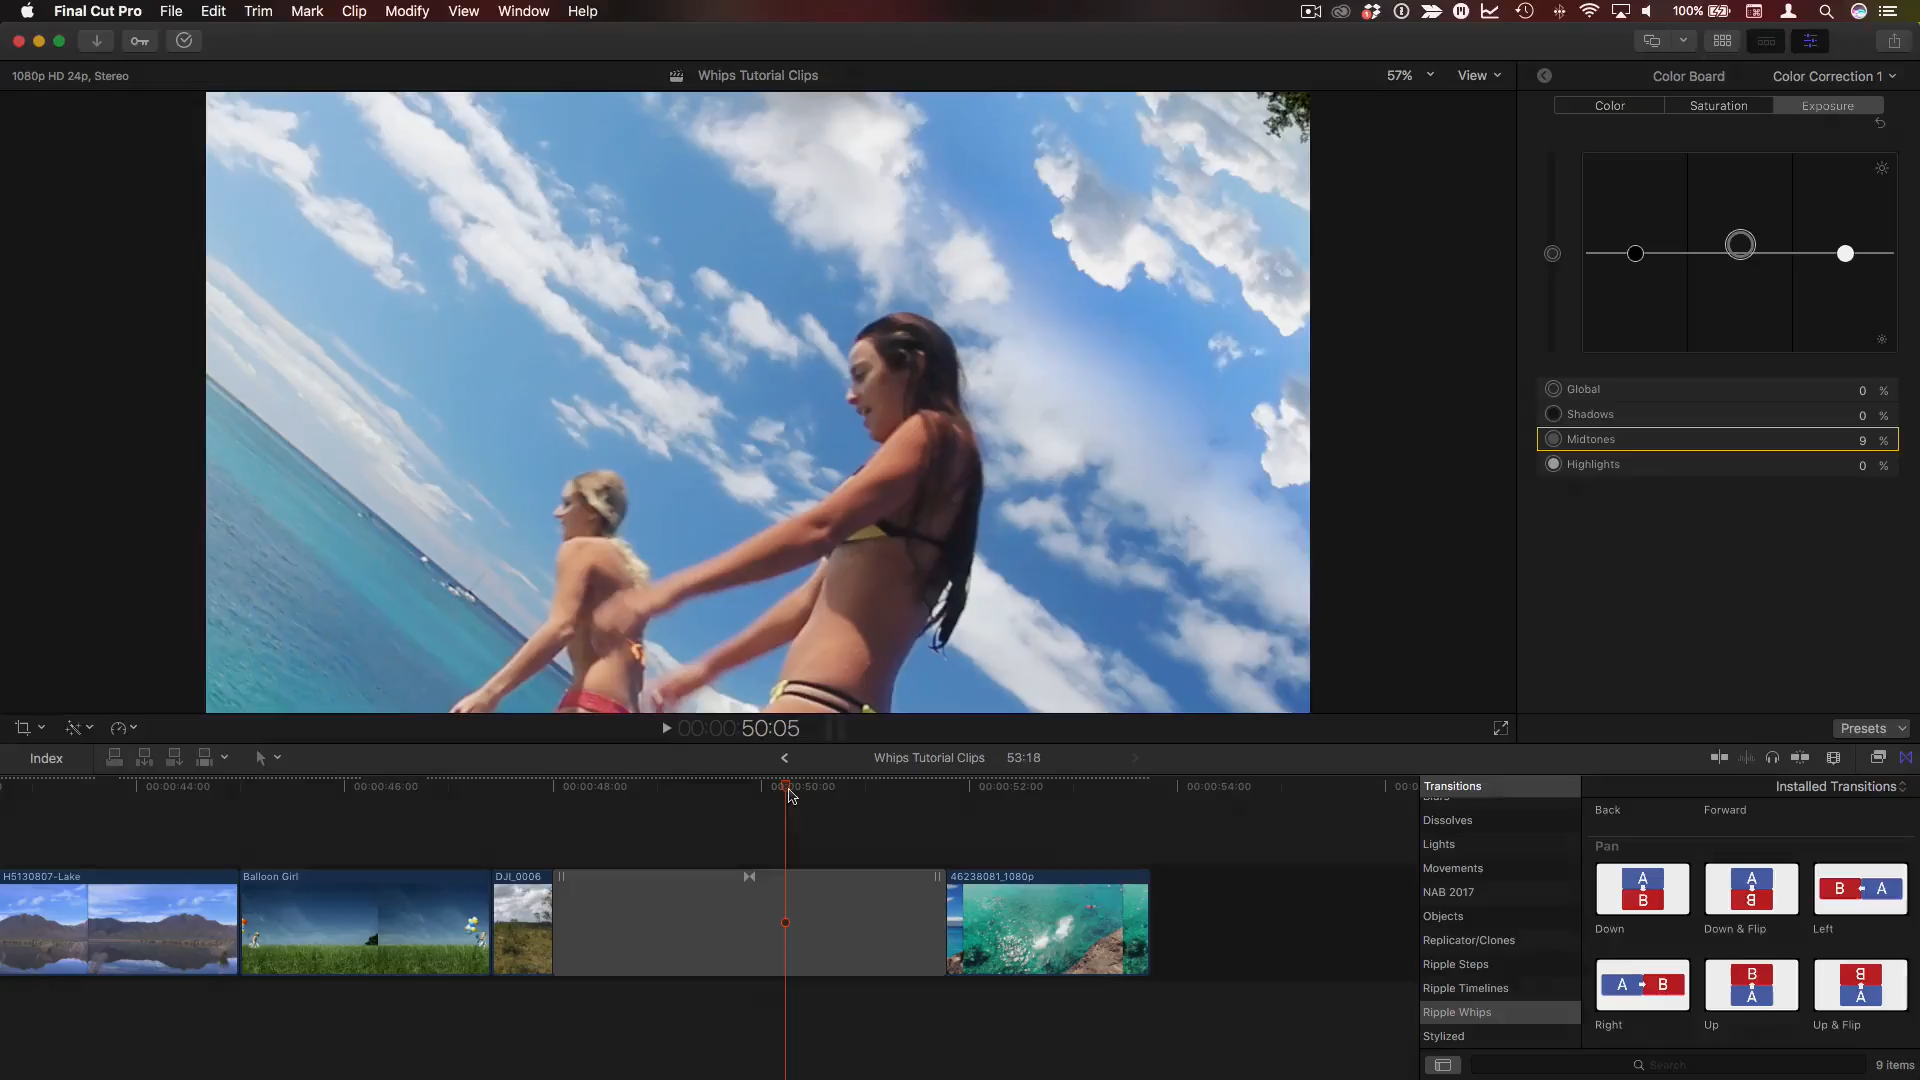 Final Cut Pro File Edit Trim Mark Clip Modify View Window Help 100%
1080p HD 24p, Stereo
Whips Tutorial Clips
57%
View
Color Board
Color Correction 1
Color Saturation Exposure
Global 0 %
Shadows 0 %
Midtones 9 %
Highlights 0 %
00:00:50:05
Presets
Index
Whips Tutorial Clips 53:18
00:00:44:00 00:00:46:00 00:00:48:00 00:00:50:00 00:00:52:00 00:00:54:00 00:0
Transitions
Installed Transitions
Blurs
Dissolves
Lights
Movements
NAB 2017
Objects
Replicator/Clones
Ripple Steps
Ripple Timelines
Ripple Whips
Stylized
Back Forward
Pan
A B
A B
B A
Down Down & Flip Left
A B
B A
B A
Right Up Up & Flip
H5130807-Lake
Balloon Girl
DJI_0006
46238081_1080p
Search
9 items